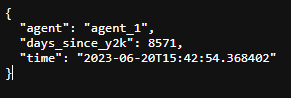 {
"agent": "agent_1",
"days_since_y2k": 8571,
"time": "2023-06-20T15:42:54.368402"
}